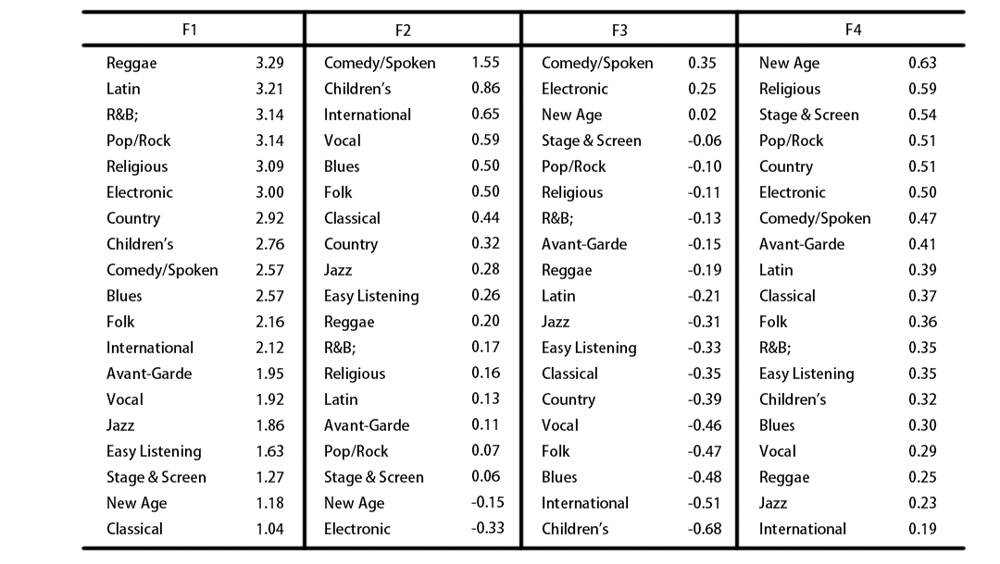 F1 F2 F3 F4
Reggae 3.29 Comedy/Spoken 1.55 Comedy/Spoken 0.35 New Age 0.63
Latin 3.21 Children's 0.86 Electronic 0.25 Religious 0.59
R&B; 3.14 International 0.65 New Age 0.02 Stage & Screen 0.54
Pop/Rock 3.14 Vocal 0.59 Stage & Screen -0.06 Pop/Rock 0.51
Religious 3.09 Blues 0.50 Pop/Rock -0.10 Country 0.51
Electronic 3.00 Folk 0.50 Religious -0.11 Electronic 0.50
Country 2.92 Classical 0.44 R&B; -0.13 Comedy/Spoken 0.47
Children's 2.76 Country 0.32 Avant-Garde -0.15 Avant-Garde 0.41
Comedy/Spoken 2.57 Jazz 0.28 Reggae -0.19 Latin 0.39
Blues 2.57 Easy Listening 0.26 Latin -0.21 Classical 0.37
Folk 2.16 Reggae 0.20 Jazz -0.31 Folk 0.36
International 2.12 R&B; 0.17 Easy Listening -0.33 R&B; 0.35
Avant-Garde 1.95 Religious 0.16 Classical -0.35 Easy Listening 0.35
Vocal 1.92 Latin 0.13 Country -0.39 Children's 0.32
Jazz 1.86 Avant-Garde 0.11 Vocal -0.46 Blues 0.30
Easy Listening 1.63 Pop/Rock 0.07 Folk -0.47 Vocal 0.29
Stage & Screen 1.27 Stage & Screen 0.06 Blues -0.48 Reggae 0.25
New Age 1.18 New Age -0.15 International -0.51 Jazz 0.23
Classical 1.04 Electronic -0.33 Children's -0.68 International 0.19